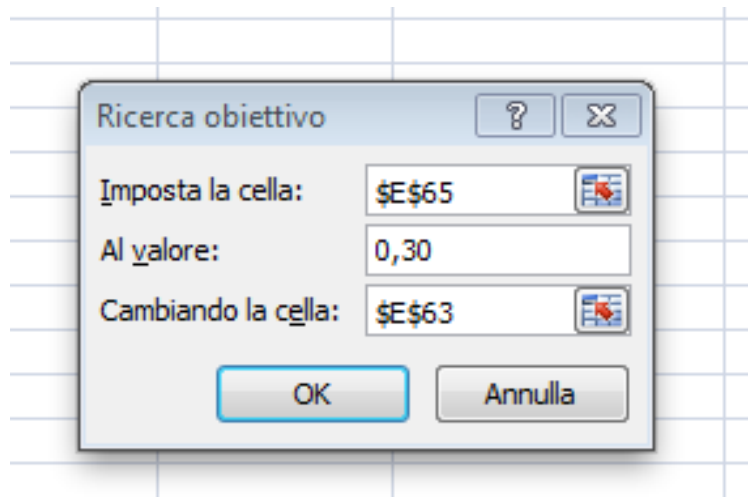 Ricerca obiettivo
Imposta la cella: $E$65
Al valore: 0,30
Cambiando la cella: $E$63
OK Annulla